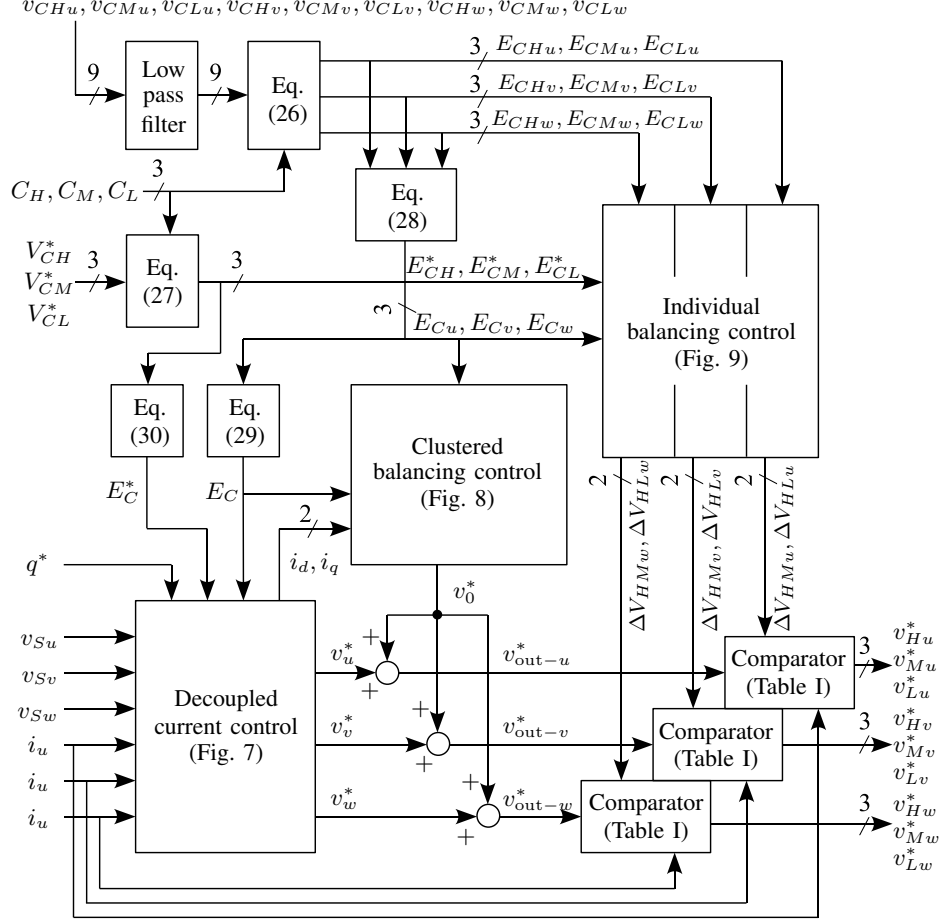 v_{CHu}, v_{CMu}, v_{CLu}, v_{CHv}, v_{CMv}, v_{CLv}, v_{CHw}, v_{CMw}, v_{CLw}
3 E_{CHu}, E_{CMu}, E_{CLu}
9
Low
pass
filter
9
Eq.
(26)
3 E_{CHv}, E_{CMv}, E_{CLv}
3 E_{CHw}, E_{CMw}, E_{CLw}
3
C_H, C_M, C_L
Eq.
(28)
V^*_{CH}
V^*_{CM}
V^*_{CL}
3
Eq.
(27)
3
E^*_{CH}, E^*_{CM}, E^*_{CL}
3
E_{Cu}, E_{Cv}, E_{Cw}
Individual
balancing control
(Fig. 9)
Eq.
(30)
Eq.
(29)
Clustered
balancing control
(Fig. 8)
E^*_C
E_C
2
i_d, i_q
2
ΔV_{HMw}, ΔV_{HLw}
2
ΔV_{HMv}, ΔV_{HLv}
2
ΔV_{HMu}, ΔV_{HLu}
q^*
v^*_0
v_{Su}
v_{Sv}
v_{Sw}
i_u
i_u
i_u
Decoupled
current control
(Fig. 7)
v^*_u
+
+
v^*_{out−u}
Comparator
(Table I)
3
v^*_{Hu}
v^*_{Mu}
v^*_{Lu}
v^*_v
+
+
v^*_{out−v}
Comparator
(Table I)
3
v^*_{Hv}
v^*_{Mv}
v^*_{Lv}
v^*_w
+
+
v^*_{out−w}
Comparator
(Table I)
3
v^*_{Hw}
v^*_{Mw}
v^*_{Lw}